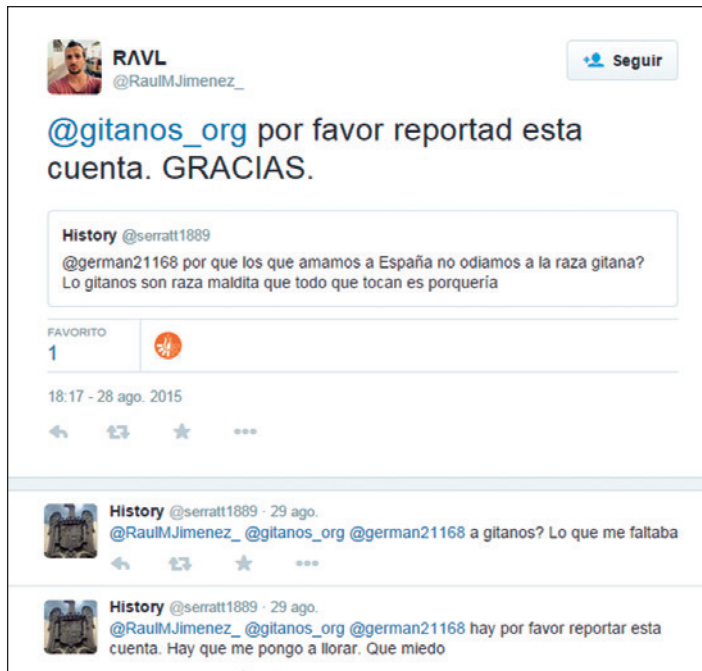 RΛVL
@RaulMJimenez_
Seguir
@gitanos_org por favor reportad esta
cuenta. GRACIAS.
History @serratt1889
@german21168 por que los que amamos a España no odiamos a la raza gitana?
Lo gitanos son raza maldita que todo que tocan es porquería
FAVORITO
1
18:17 - 28 ago. 2015
History @serratt1889 · 29 ago.
@RaulMJimenez_ @gitanos_org @german21168 a gitanos? Lo que me faltaba
History @serratt1889 · 29 ago.
@RaulMJimenez_ @gitanos_org @german21168 hay por favor reportar esta
cuenta. Hay que me pongo a llorar. Que miedo